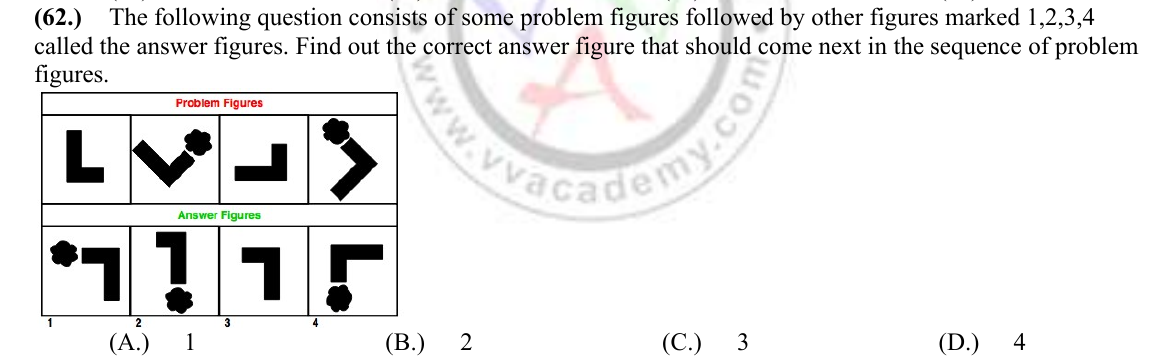 (62.) The following question consists of some problem figures followed by other figures marked 1,2,3,4
called the answer figures. Find out the correct answer figure that should come next in the sequence of problem
figures.
Problem Figures
Answer Figures
1 2 3 4
(A.) 1 (B.) 2 (C.) 3 (D.) 4
www.vvacademy.com